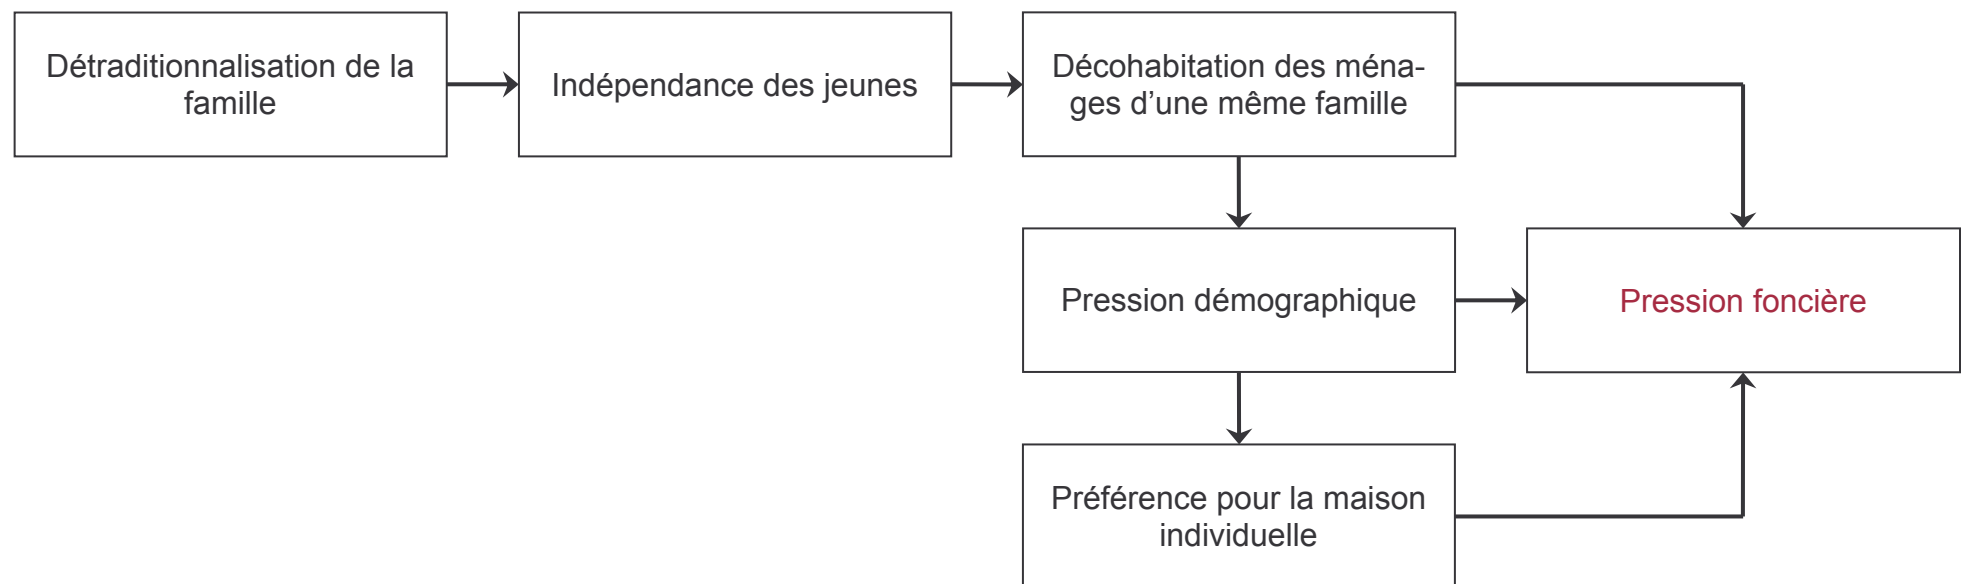 Détraditionnalisation de la
famille
Indépendance des jeunes
Décohabitation des ména-
ges d’une même famille
Pression démographique
Pression foncière
Préférence pour la maison
individuelle